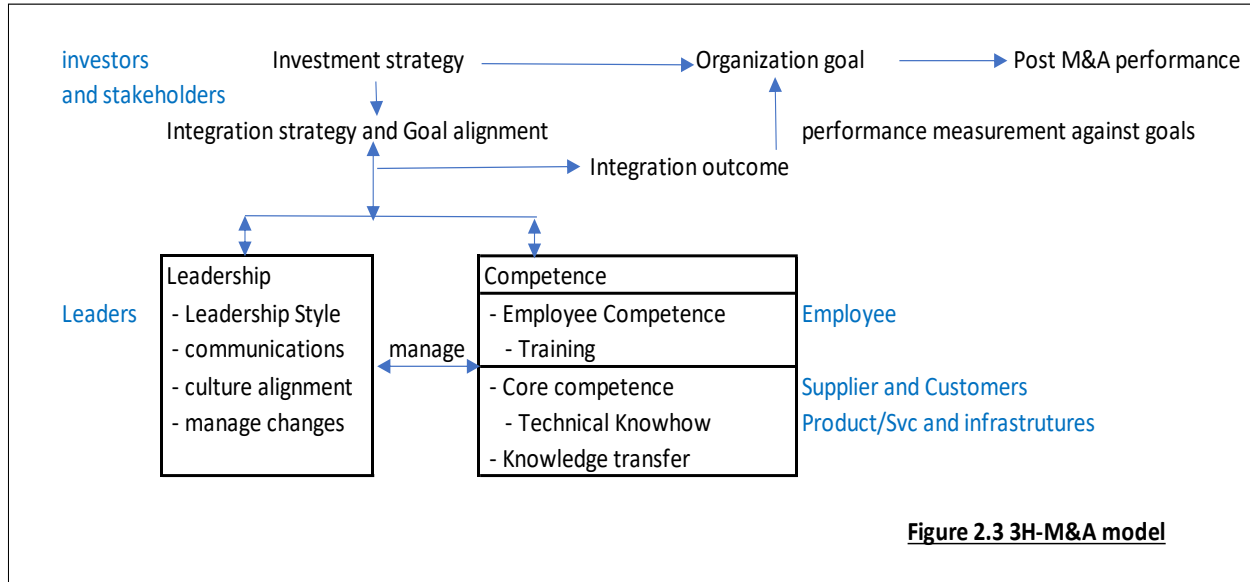 investors
and stakeholders
Investment strategy
Organization goal
Post M&A performance
Integration strategy and Goal alignment
performance measurement against goals
Integration outcome
Leaders
Leadership
- Leadership Style
- communications
- culture alignment
- manage changes
manage
Competence
- Employee Competence
- Training
- Core competence
- Technical Knowhow
- Knowledge transfer
Employee
Supplier and Customers
Product/Svc and infrastrutures
Figure 2.3 3H-M&A model